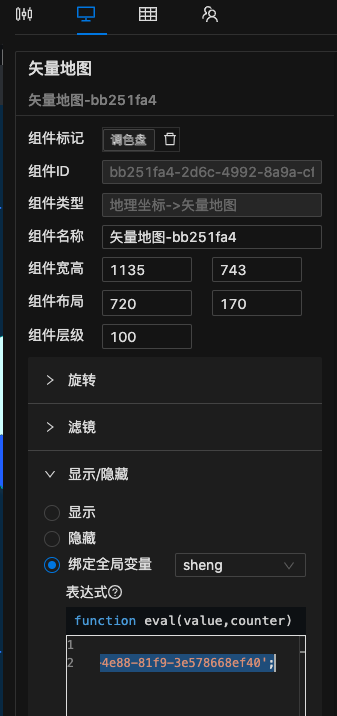 矢量地图
矢量地图-bb251fa4
组件标记 调色盘
组件ID bb251fa4-2d6c-4992-8a9a-cf
组件类型 地理坐标->矢量地图
组件名称 矢量地图-bb251fa4
组件宽高 1135 743
组件布局 720 170
组件层级 100
旋转
滤镜
显示/隐藏
显示
隐藏
绑定全局变量 sheng
表达式?
function eval(value,counter)
1
2 -4e88-81f9-3e578668ef40';